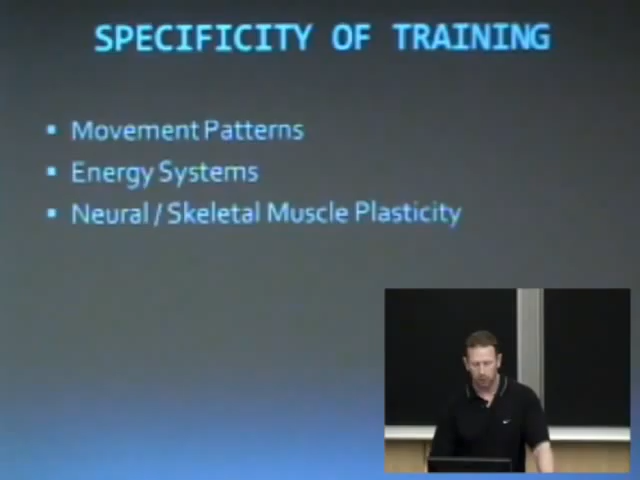 SPECIFICITY OF TRAINING
Movement Patterns
Energy Systems
Neural / Skeletal Muscle Plasticity